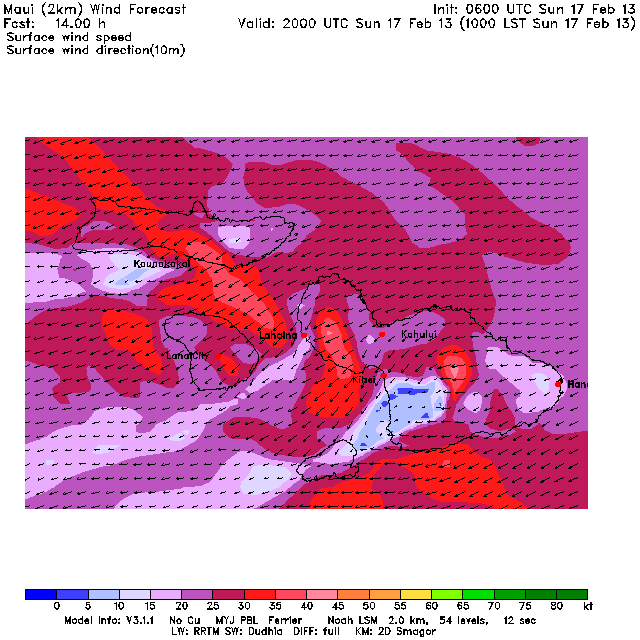 Maui (2km) Wind Forecast Init: 0600 UTC Sun 17 Feb 13
Fcst: 14.00 h Valid: 2000 UTC Sun 17 Feb 13 (1000 LST Sun 17 Feb 13)
Surface wind speed
Surface wind direction(10m)
Kaunakakai
Lahaina
Kahului
LanaiCity
Kihei
Hana
0 5 10 15 20 25 30 35 40 45 50 55 60 65 70 75 80 kt
Model Info: V3.1.1 No Cu MYJ PBL Ferrier Noah LSM 2.0 km, 54 levels, 12 sec
LW: RRTM SW: Dudhia DIFF: full KM: 2D Smagor